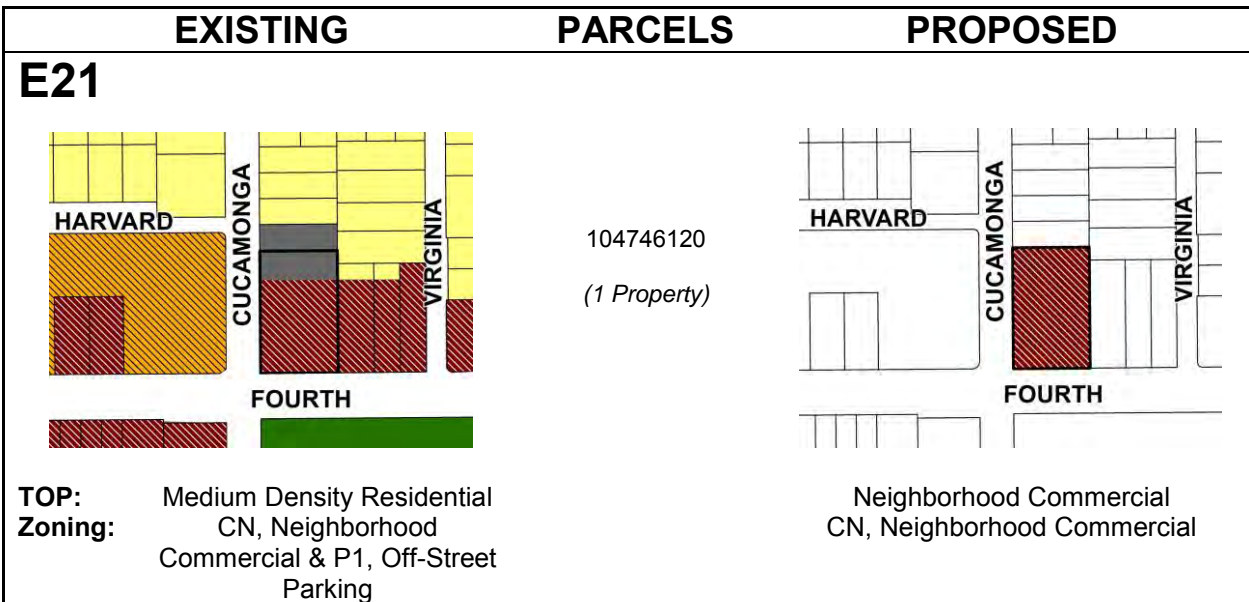 EXISTING PARCELS PROPOSED
E21
HARVARD
CUCAMONGA
VIRGINIA
FOURTH
104746120
(1 Property)
HARVARD
CUCAMONGA
VIRGINIA
FOURTH
TOP: Medium Density Residential
Zoning: CN, Neighborhood
Commercial & P1, Off-Street
Parking
Neighborhood Commercial
CN, Neighborhood Commercial